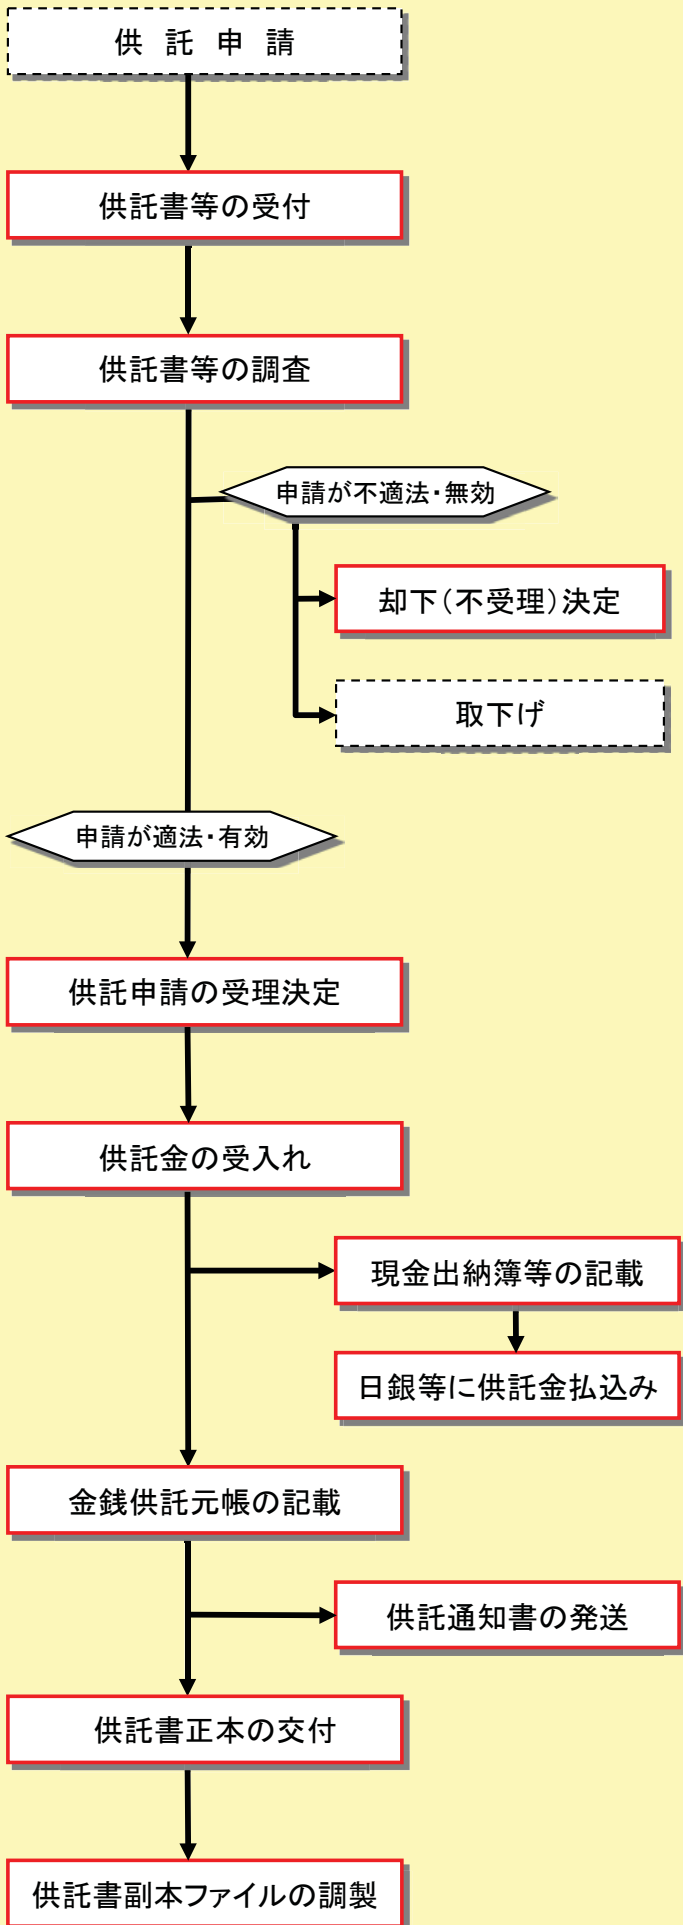 供 託 申 請
供託書等の受付
供託書等の調査
申請が不適法・無効
却下（不受理）決定
取下げ
申請が適法・有効
供託申請の受理決定
供託金の受入れ
現金出納簿等の記載
日銀等に供託金払込み
金銭供託元帳の記載
供託通知書の発送
供託書正本の交付
供託書副本ファイルの調製